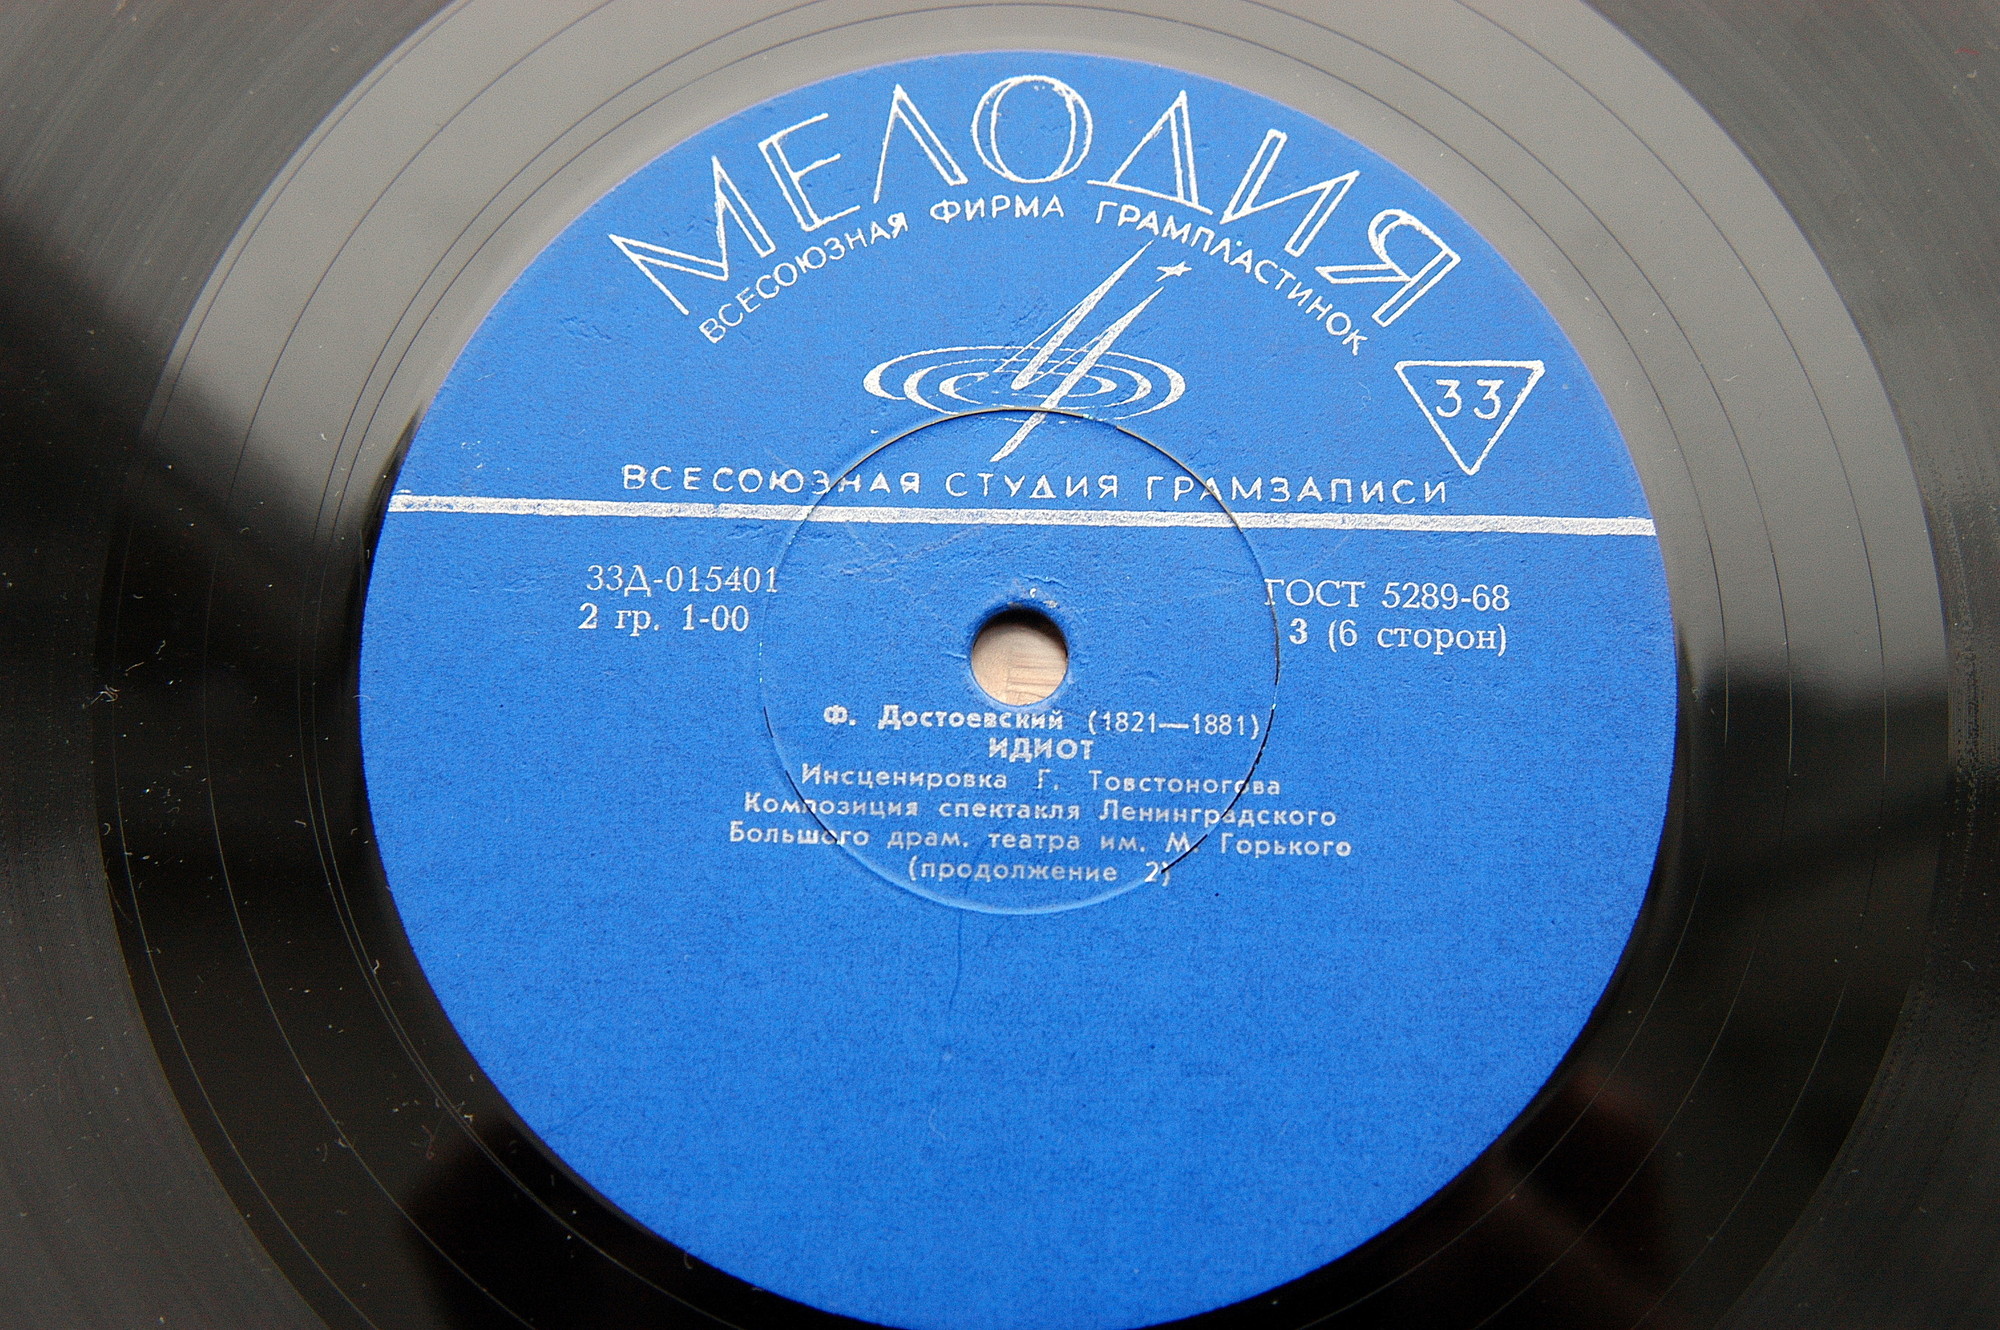 МЕЛОДИЯ
ВСЕСОЮЗНАЯ ФИРМА ГРАМПЛАСТИНОК
33
ВСЕСОЮЗНАЯ СТУДИЯ ГРАМЗАПИСИ
33Д-015401
ГОСТ 5289-68
2 гр. 1-00
3 (6 сторон)
Ф. Достоевский (1821—1881)
ИДИОТ
Инсценировка Г. Товстоногова
Композиция спектакля Ленинградского
Большого драм. театра им. М. Горького
(продолжение 2)